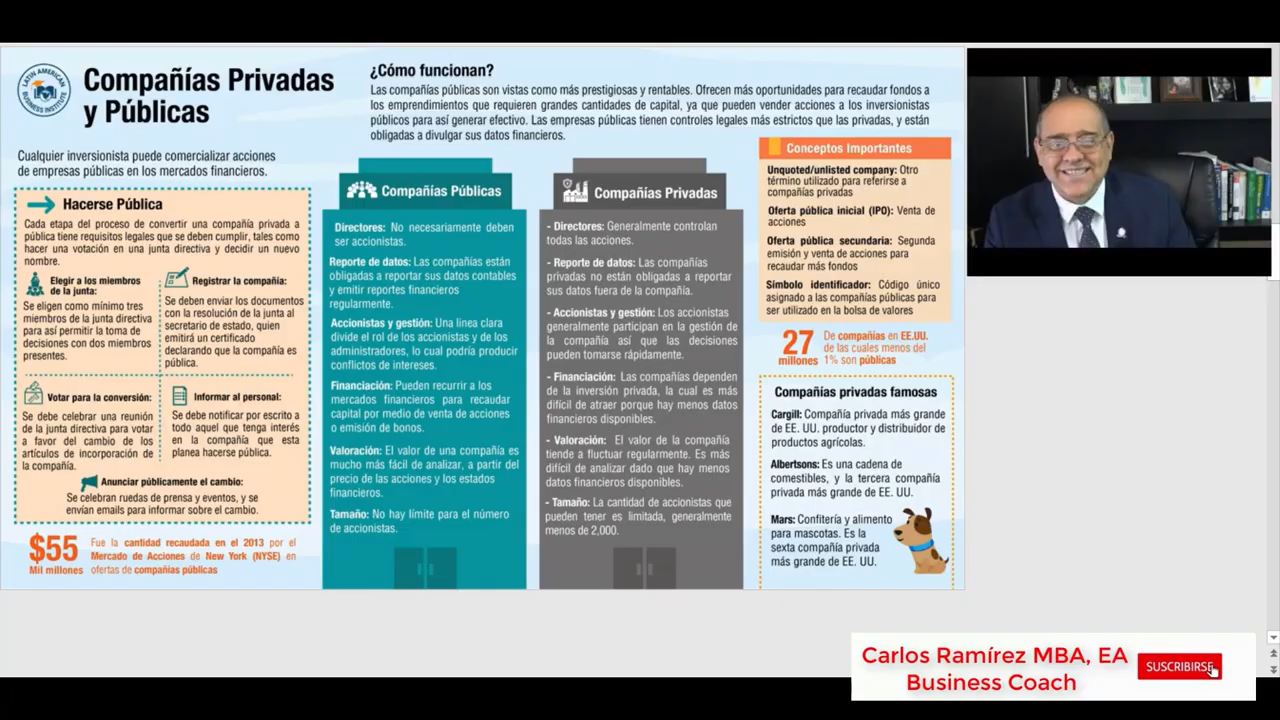 LATIN AMERICAN
BUSINESS INSTITUTE
Compañías Privadas
y Públicas
Cualquier inversionista puede comercializar acciones
de empresas públicas en los mercados financieros.
¿Cómo funcionan?
Las compañías públicas son vistas como más prestigiosas y rentables. Ofrecen más oportunidades para recaudar fondos a
los emprendimientos que requieren grandes cantidades de capital, ya que pueden vender acciones a los inversionistas
públicos para así generar efectivo. Las empresas públicas tienen controles legales más estrictos que las privadas, y están
obligadas a divulgar sus datos financieros.
Hacerse Pública
Cada etapa del proceso de convertir una compañía privada a
pública tiene requisitos legales que se deben cumplir, tales como
hacer una votación en una junta directiva y decidir un nuevo
nombre.
Elegir a los miembros
de la junta:
Se eligen como mínimo tres
miembros de la junta directiva
para así permitir la toma de
decisiones con dos miembros
presentes.
Registrar la compañía:
Se deben enviar los documentos
con la resolución de la junta al
secretario de estado, quien
emitirá un certificado
declarando que la compañía es
pública.
Votar para la conversión:
Se debe celebrar una reunión
de la junta directiva para votar
a favor del cambio de los
artículos de incorporación de
la compañía.
Informar al personal:
Se debe notificar por escrito a
todo aquel que tenga interés
en la compañía que esta
planea hacerse pública.
Anunciar públicamente el cambio:
Se celebran ruedas de prensa y eventos, y se
envían emails para informar sobre el cambio.
$55
Mil millones
Fue la cantidad recaudada en el 2013 por el
Mercado de Acciones de New York (NYSE) en
ofertas de compañías públicas
Compañías Públicas
Directores: No necesariamente deben
ser accionistas.
Reporte de datos: Las compañías están
obligadas a reportar sus datos contables
y emitir reportes financieros
regularmente.
Accionistas y gestión: Una linea clara
divide el rol de los accionistas y de los
administradores, lo cual podría producir
conflictos de intereses.
Financiación: Pueden recurrir a los
mercados financieros para recaudar
capital por medio de venta de acciones
o emisión de bonos.
Valoración: El valor de una compañía es
mucho más fácil de analizar, a partir del
precio de las acciones y los estados
financieros.
Tamaño: No hay límite para el número
de accionistas.
Compañías Privadas
- Directores: Generalmente controlan
todas las acciones.
- Reporte de datos: Las compañías
privadas no están obligadas a reportar
sus datos fuera de la compañía.
- Accionistas y gestión: Los accionistas
generalmente participan en la gestión de
la compañía así que las decisiones
pueden tomarse rápidamente.
- Financiación: Las compañías dependen
de la inversión privada, la cual es más
difícil de atraer porque hay menos datos
financieros disponibles.
- Valoración: El valor de la compañía
tiende a fluctuar regularmente. Es más
difícil de analizar dado que hay menos
datos financieros disponibles.
- Tamaño: La cantidad de accionistas que
pueden tener es limitada, generalmente
menos de 2,000.
Conceptos Importantes
Unquoted/unlisted company: Otro
término utilizado para referirse a
compañías privadas
Oferta pública inicial (IPO): Venta de
acciones
Oferta pública secundaria: Segunda
emisión y venta de acciones para
recaudar más fondos
Símbolo identificador: Código único
asignado a las compañías públicas para
ser utilizado en la bolsa de valores
27
millones
De compañías en EE.UU.
de las cuales menos del
1% son públicas
Compañías privadas famosas
Cargill: Compañía privada más grande
de EE. UU. productor y distribuidor de
productos agrícolas.
Albertsons: Es una cadena de
comestibles, y la tercera compañía
privada más grande de EE. UU.
Mars: Confitería y alimento
para mascotas. Es la
sexta compañía privada
más grande de EE. UU.
Carlos Ramírez MBA, EA
Business Coach
SUSCRIBIRSE